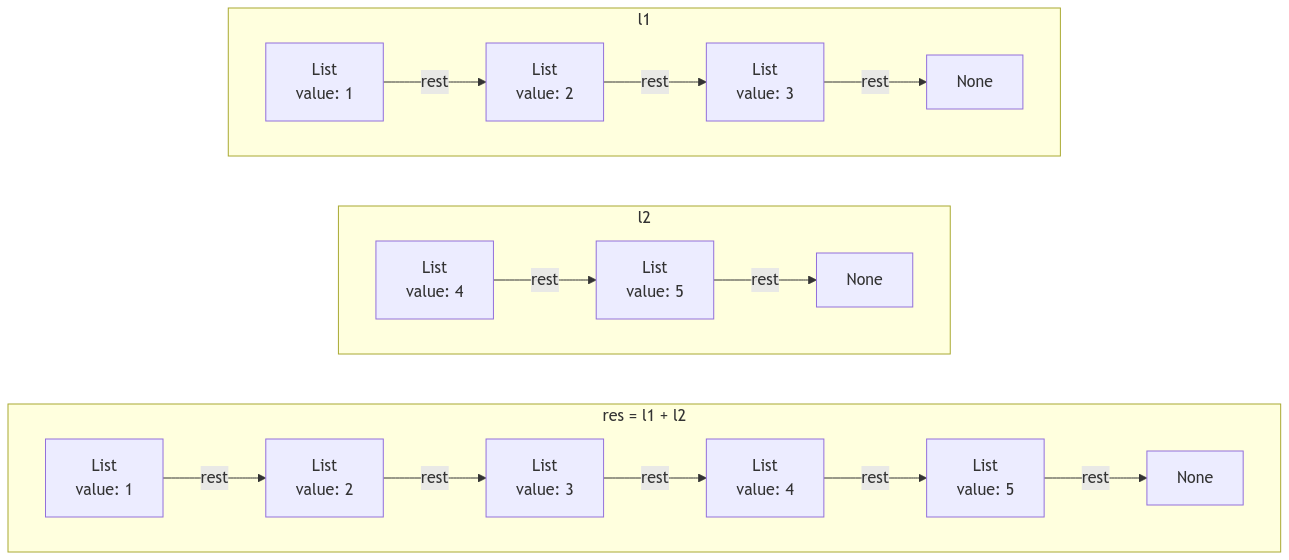 l1
List
value: 1
rest
List
value: 2
rest
List
value: 3
rest
None
l2
List
value: 4
rest
List
value: 5
rest
None
res = l1 + l2
List
value: 1
rest
List
value: 2
rest
List
value: 3
rest
List
value: 4
rest
List
value: 5
rest
None